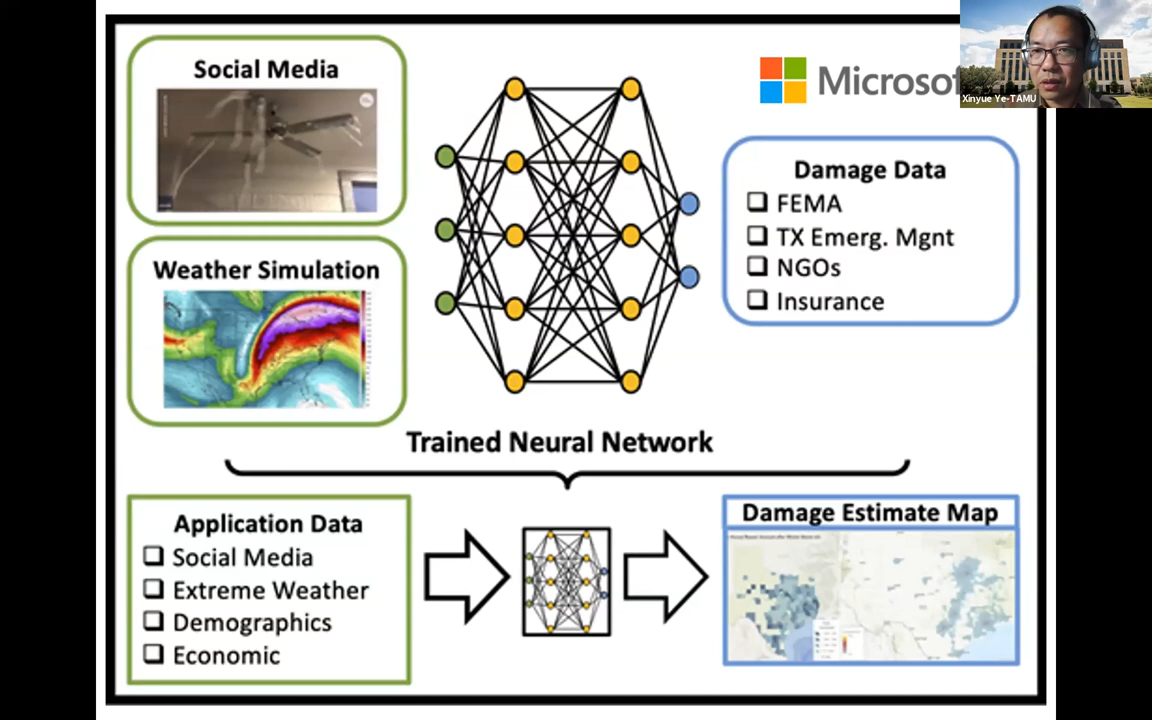 Social Media
Microsof
Xinyue Ye-TAMU
Damage Data
FEMA
TX Emerg. Mgnt
NGOs
Insurance
Weather Simulation
Trained Neural Network
Application Data
Social Media
Extreme Weather
Demographics
Economic
Damage Estimate Map